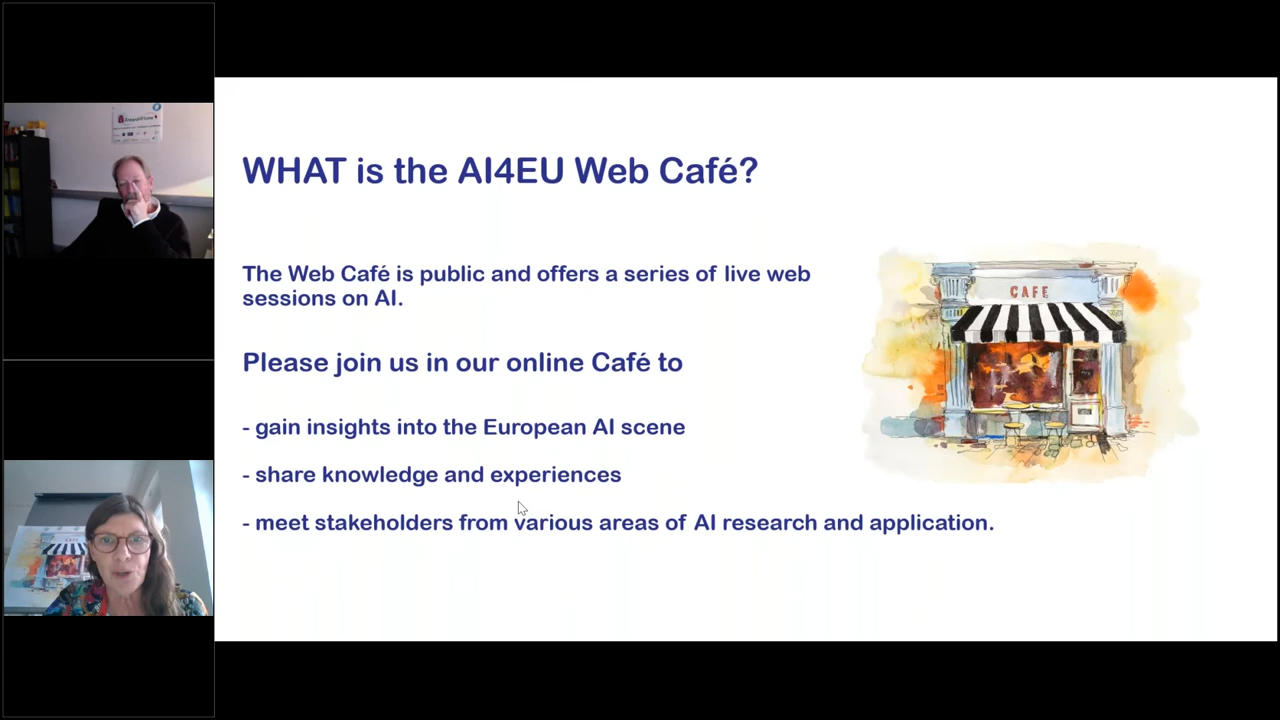 WHAT is the AI4EU Web Café?
The Web Café is public and offers a series of live web
sessions on AI.
Please join us in our online Café to
- gain insights into the European AI scene
- share knowledge and experiences
- meet stakeholders from various areas of AI research and application.
CAFE